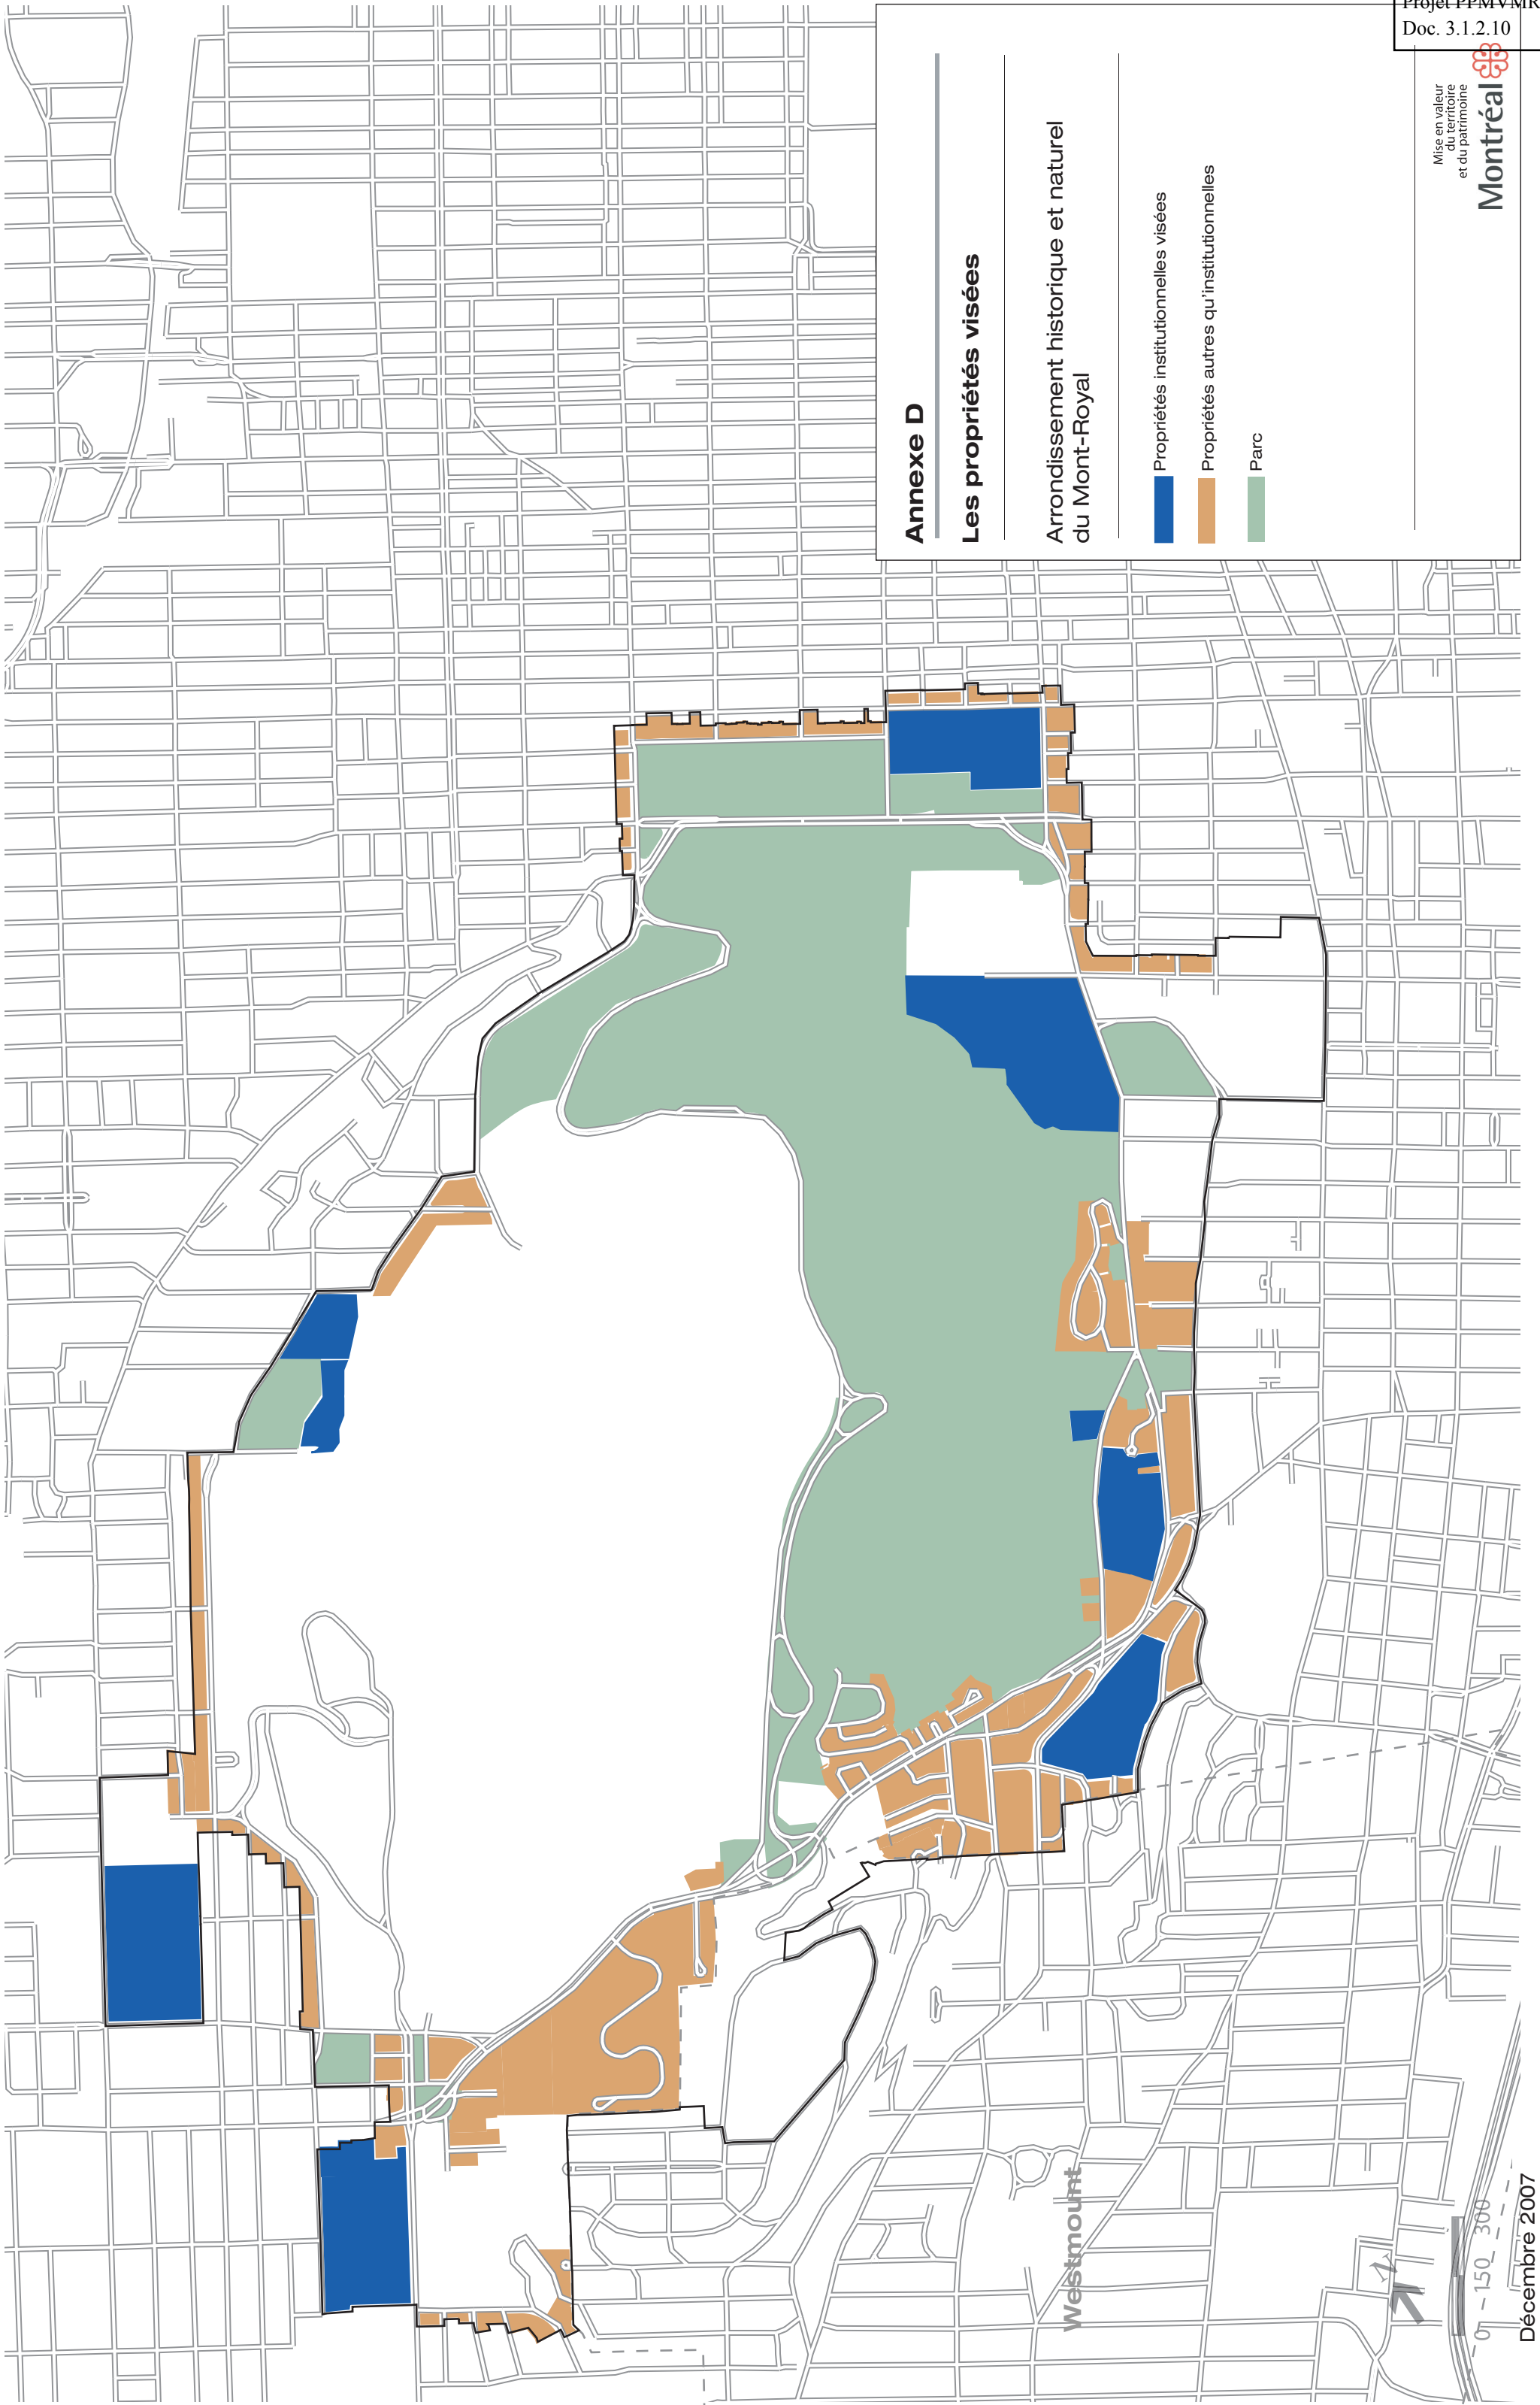 Projet PPMVMR
Doc. 3.1.2.10
Annexe D
Les propriétés visées
Arrondissement historique et naturel
du Mont-Royal
Propriétés institutionnelles visées
Propriétés autres qu'institutionnelles
Parc
Mise en valeur
du territoire
et du patrimoine
Montréal
Westmount
N
0 150 300
Décembre 2007